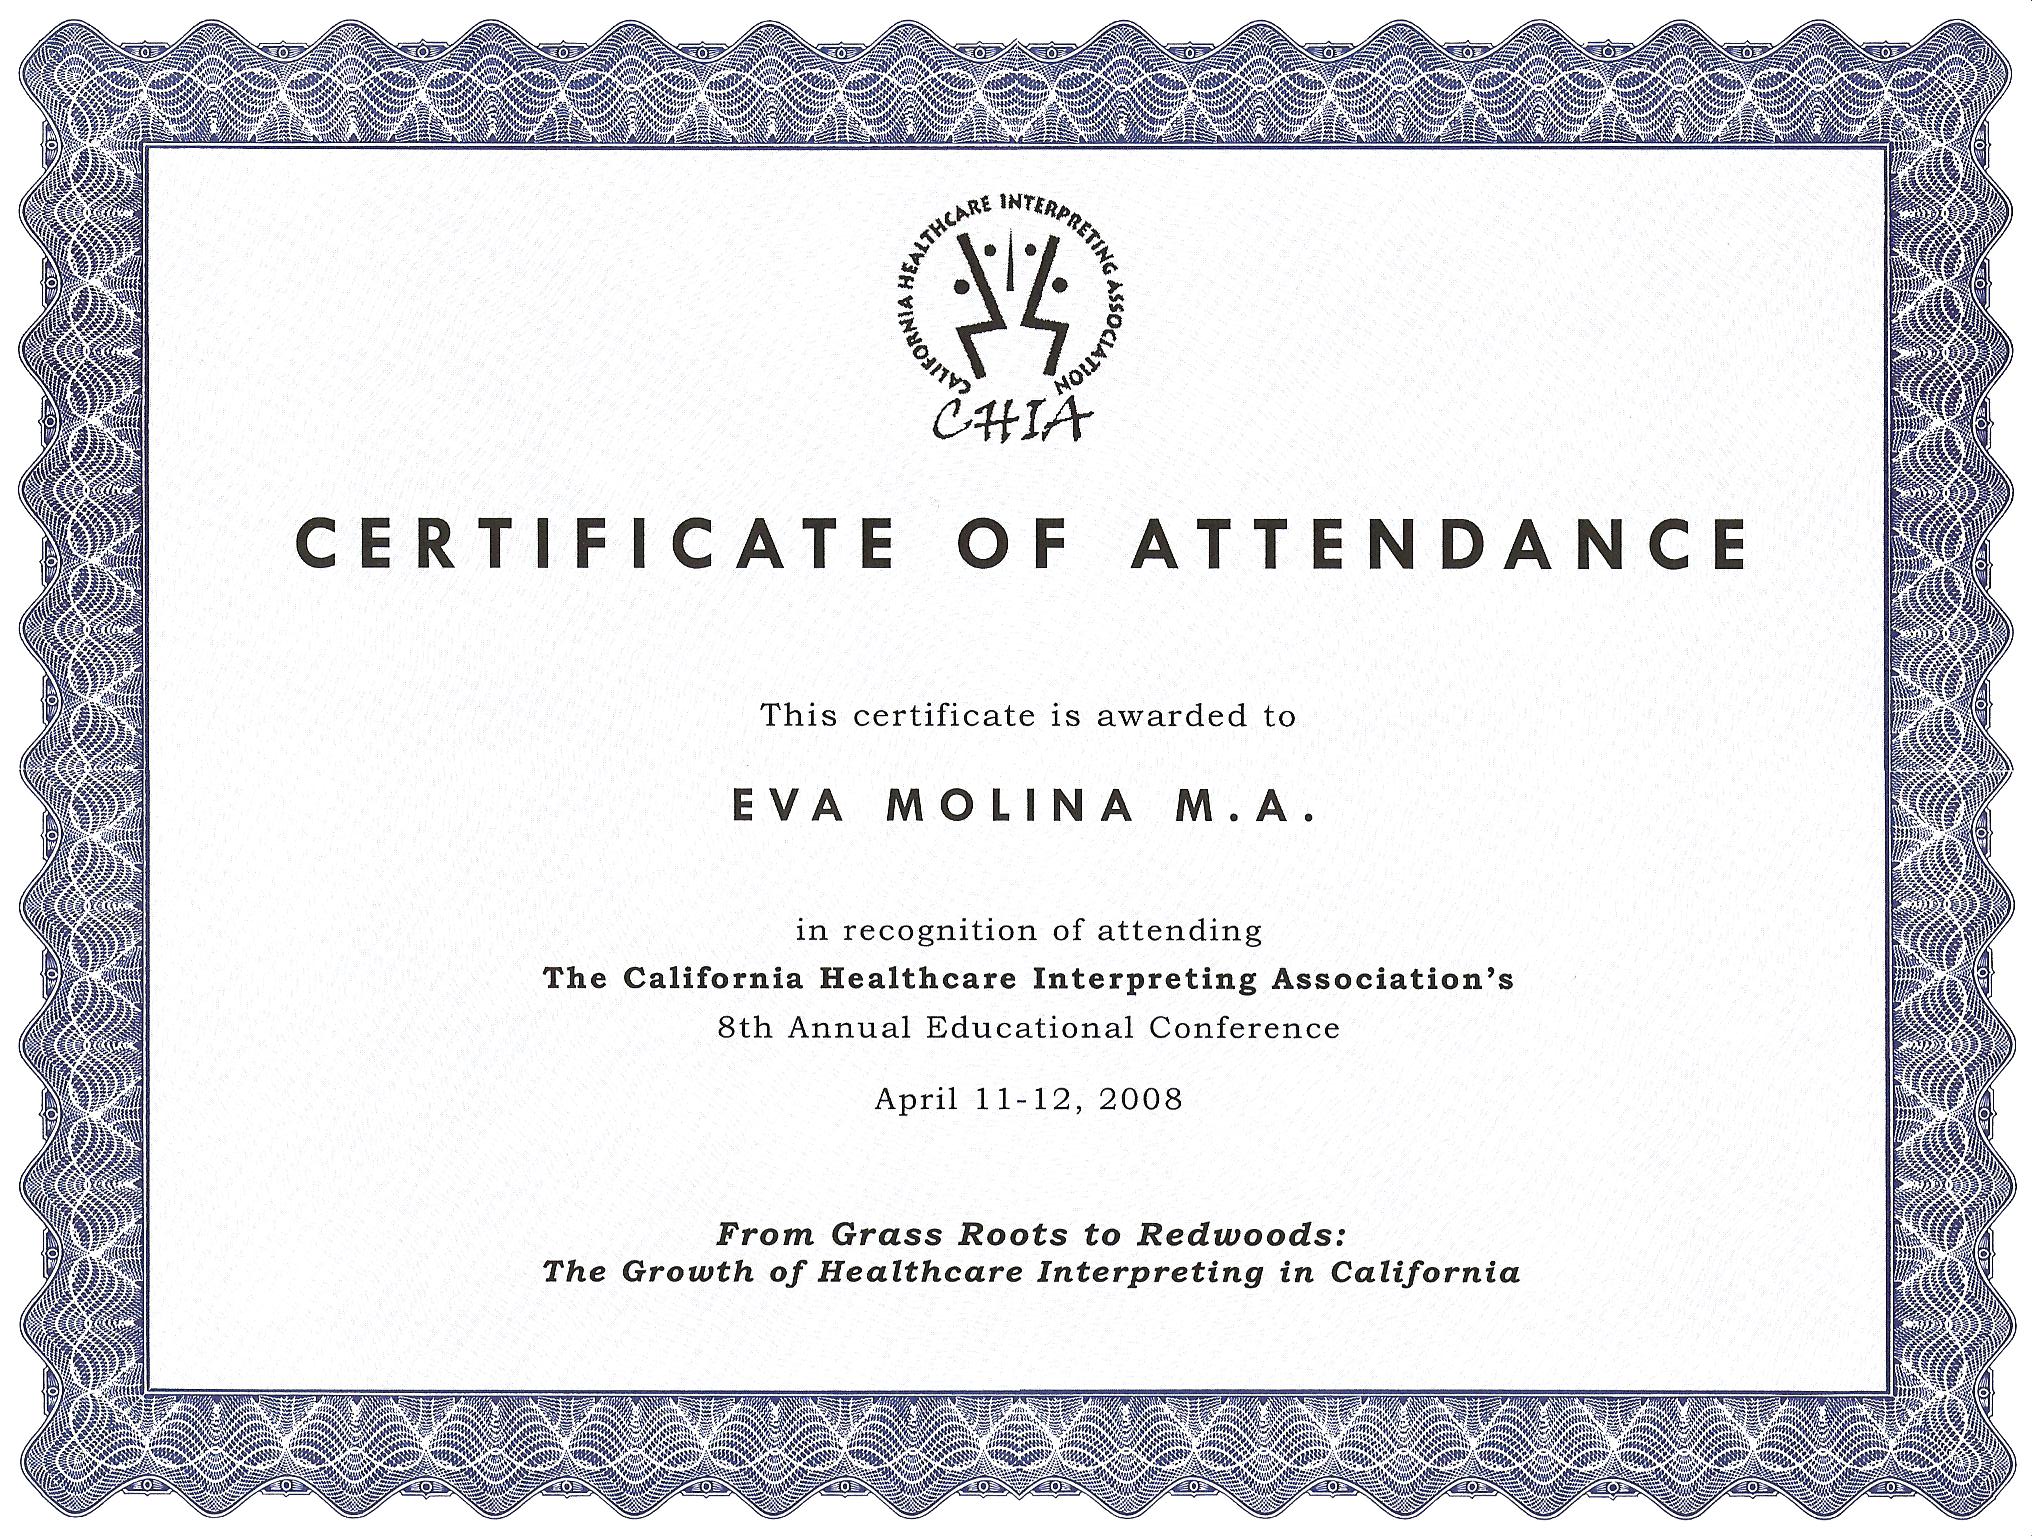 CALIFORNIA HEALTHCARE INTERPRETING ASSOCIATION
CHIA
CERTIFICATE OF ATTENDANCE
This certificate is awarded to
EVA MOLINA M.A.
in recognition of attending
The California Healthcare Interpreting Association's
8th Annual Educational Conference
April 11-12, 2008
From Grass Roots to Redwoods:
The Growth of Healthcare Interpreting in California